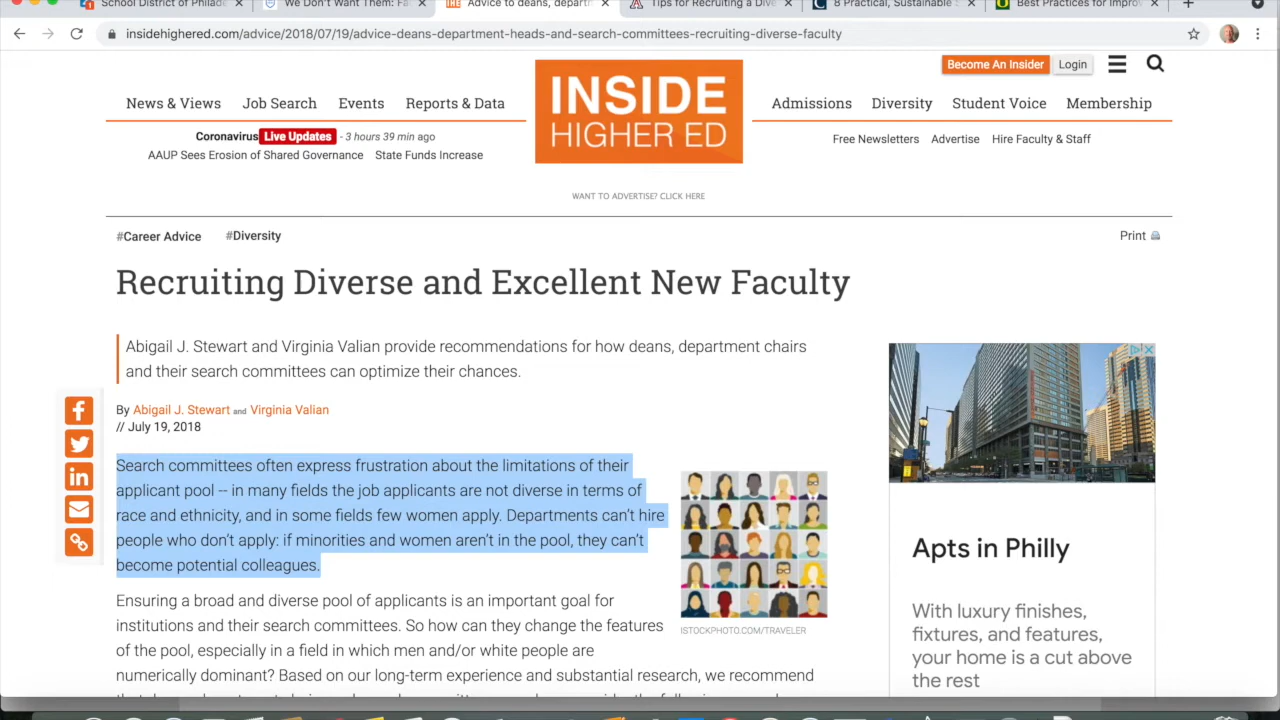 School District of Philade
We Don't Want Them: Fa
Advice to deans, departm
Tips for Recruiting a Dive
8 Practical, Sustainable S
Best Practices for Improv
insidehighered.com/advice/2018/07/19/advice-deans-department-heads-and-search-committees-recruiting-diverse-faculty
Become An Insider Login
News & Views Job Search Events Reports & Data
INSIDE
HIGHER ED
Admissions Diversity Student Voice Membership
Coronavirus Live Updates - 3 hours 39 min ago
AAUP Sees Erosion of Shared Governance State Funds Increase
Free Newsletters Advertise Hire Faculty & Staff
WANT TO ADVERTISE? CLICK HERE
#Career Advice #Diversity
Print
Recruiting Diverse and Excellent New Faculty
Abigail J. Stewart and Virginia Valian provide recommendations for how deans, department chairs
and their search committees can optimize their chances.
By Abigail J. Stewart and Virginia Valian
// July 19, 2018
Search committees often express frustration about the limitations of their
applicant pool -- in many fields the job applicants are not diverse in terms of
race and ethnicity, and in some fields few women apply. Departments can't hire
people who don't apply: if minorities and women aren't in the pool, they can't
become potential colleagues.
Ensuring a broad and diverse pool of applicants is an important goal for
institutions and their search committees. So how can they change the features
of the pool, especially in a field in which men and/or white people are
numerically dominant? Based on our long-term experience and substantial research, we recommend
ISTOCKPHOTO.COM/TRAVELER
Apts in Philly
With luxury finishes,
fixtures, and features,
your home is a cut above
the rest